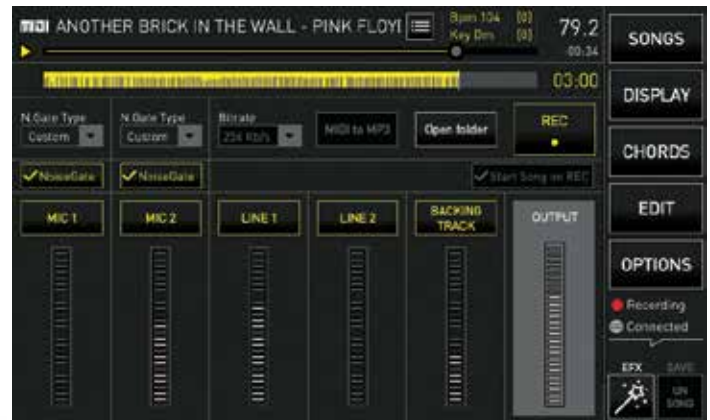 midi ANOTHER BRICK IN THE WALL - PINK FLOYI
Bpm 104 [0]
Key Dm [0]
79.2
-00:34
03:00
N.Gate Type
Custom
N.Gate Type
Custom
Bitrate
256 Kb/s
MIDI to MP3
Open folder
REC
NoiseGate
NoiseGate
Start Song on REC
MIC 1
MIC 2
LINE 1
LINE 2
BACKING
TRACK
OUTPUT
SONGS
DISPLAY
CHORDS
EDIT
OPTIONS
Recording
Connected
EFX
SAVE
ON
SONG